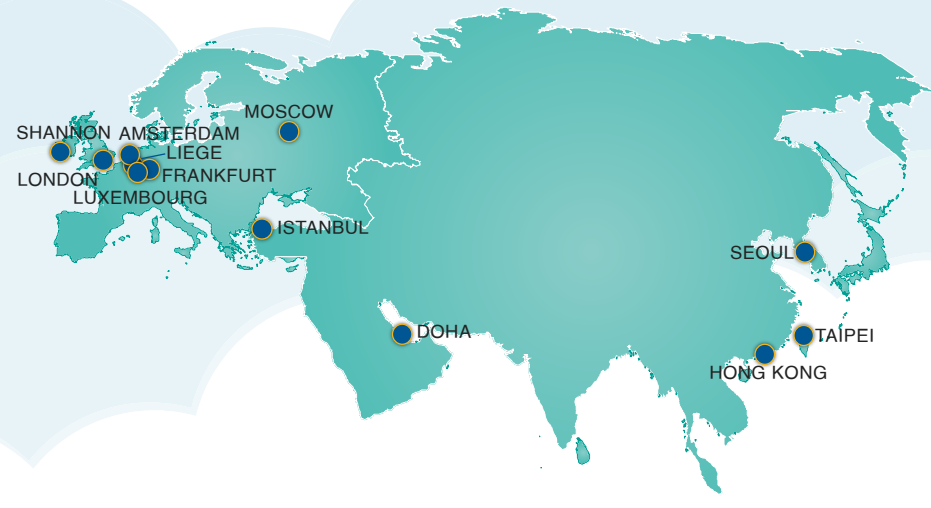 MOSCOW
SHANNON
AMSTERDAM
LIEGE
LONDON
FRANKFURT
LUXEMBOURG
ISTANBUL
SEOUL
DOHA
TAIPEI
HONG KONG